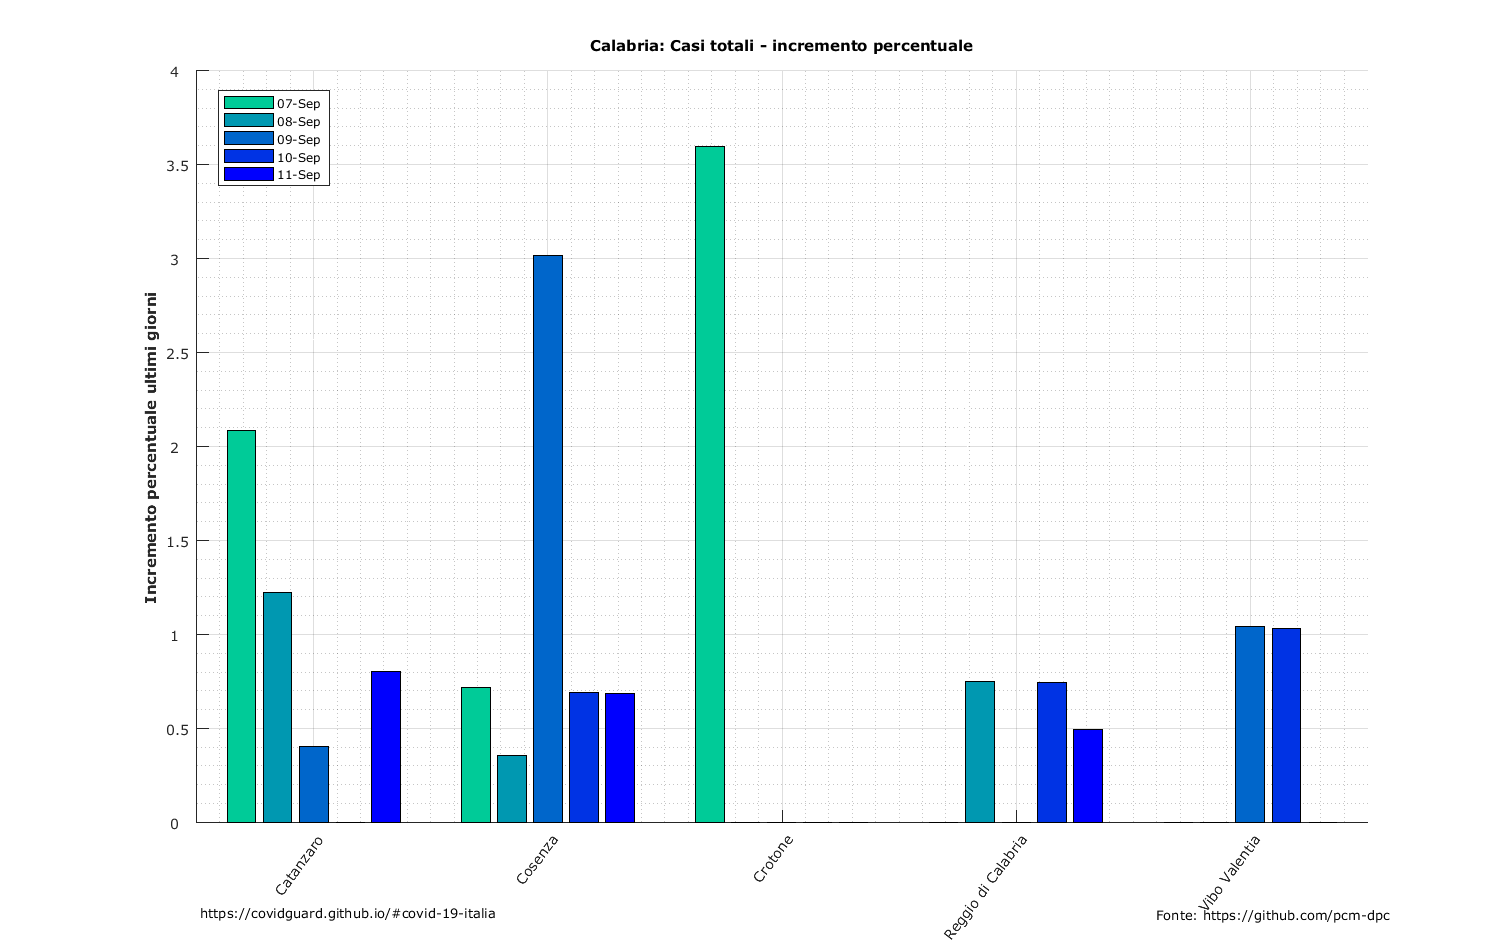 Calabria: Casi totali - incremento percentuale
4
3.5
3
2.5
2
1.5
1
0.5
0
Incremento percentuale ultimi giorni
07-Sep
08-Sep
09-Sep
10-Sep
11-Sep
Catanzaro
Cosenza
Crotone
Reggio di Calabria
Vibo Valentia
https://covidguard.github.io/#covid-19-italia
Fonte: https://github.com/pcm-dpc